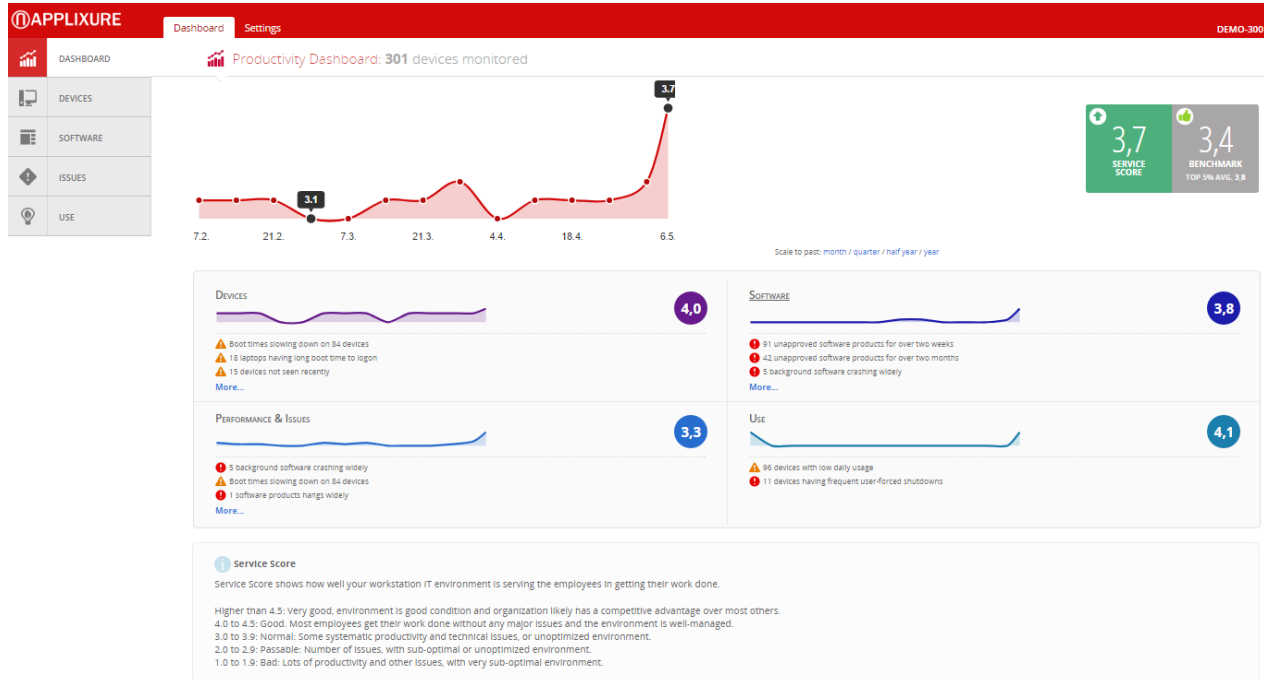 APPLIXURE
Dashboard
Settings
DEMO-300
DASHBOARD
Productivity Dashboard: 301 devices monitored
DEVICES
SOFTWARE
ISSUES
USE
3.7
3.1
7.2.
21.2.
7.3.
21.3.
4.4.
18.4.
6.5.
3,7
SERVICE
SCORE
3,4
BENCHMARK
TOP 5% AVG. 3,8
Scale to past: month / quarter / half year / year
Devices
4,0
Boot times slowing down on 84 devices
18 laptops having long boot time to logon
15 devices not seen recently
More...
Software
3,8
91 unapproved software products for over two weeks
42 unapproved software products for over two months
5 background software crashing widely
More...
Performance & Issues
3,3
5 background software crashing widely
Boot times slowing down on 84 devices
1 software products hangs widely
More...
Use
4,1
96 devices with low daily usage
11 devices having frequent user-forced shutdowns
Service Score
Service Score shows how well your workstation IT environment is serving the employees in getting their work done.
Higher than 4.5: Very good, environment is good condition and organization likely has a competitive advantage over most others.
4.0 to 4.5: Good. Most employees get their work done without any major issues and the environment is well-managed.
3.0 to 3.9: Normal: Some systematic productivity and technical issues, or unoptimized environment.
2.0 to 2.9: Passable: Number of issues, with sub-optimal or unoptimized environment.
1.0 to 1.9: Bad: Lots of productivity and other issues, with very sub-optimal environment.